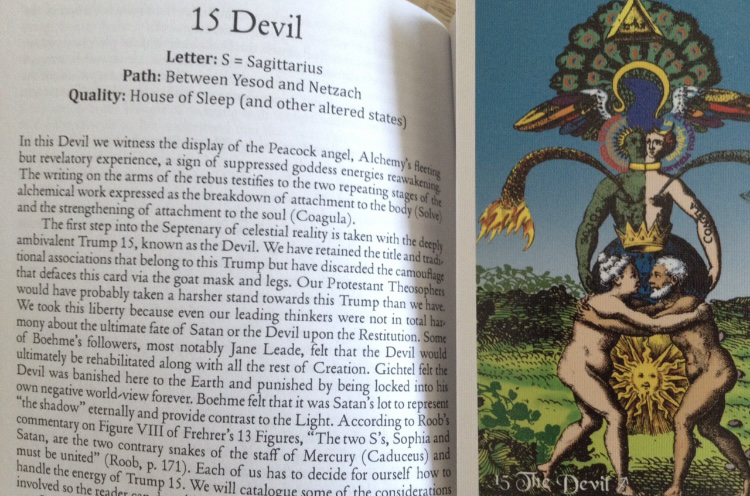 15 Devil
Letter: S = Sagittarius
Path: Between Yesod and Netzach
Quality: House of Sleep (and other altered states)
In this Devil we witness the display of the Peacock angel, Alchemy's fleeting
but revelatory experience, a sign of suppressed goddess energies reawakening.
The writing on the arms of the rebus testifies to the two repeating stages of the
alchemical work expressed as the breakdown of attachment to the body (Solve)
and the strengthening of attachment to the soul (Coagula).
The first step into the Septenary of celestial reality is taken with the deeply
ambivalent Trump 15, known as the Devil. We have retained the title and tradi-
tional associations that belong to this Trump but have discarded the camouflage
that defaces this card via the goat mask and legs. Our Protestant Theosophers
would have probably taken a harsher stand towards this Trump than we have.
We took this liberty because even our leading thinkers were not in total har-
mony about the ultimate fate of Satan or the Devil upon the Restitution. Some
of Boehme's followers, most notably Jane Leade, felt that the Devil would
ultimately be rehabilitated along with all the rest of Creation. Gichtel felt the
Devil was banished here to the Earth and punished by being locked into his
own negative world-view forever. Boehme felt that it was Satan's lot to represent
"the shadow" eternally and provide contrast to the Light. According to Roob's
commentary on Figure VIII of Freher's 13 Figures, "The two S's, Sophia and
Satan, are the two contrary snakes of the staff of Mercury (Caduceus) and
must be united" (Roob, p. 171). Each of us has to decide for ourself how to
handle the energy of Trump 15. We will catalogue some of the considerations
involved so the reader can
15 The Devil